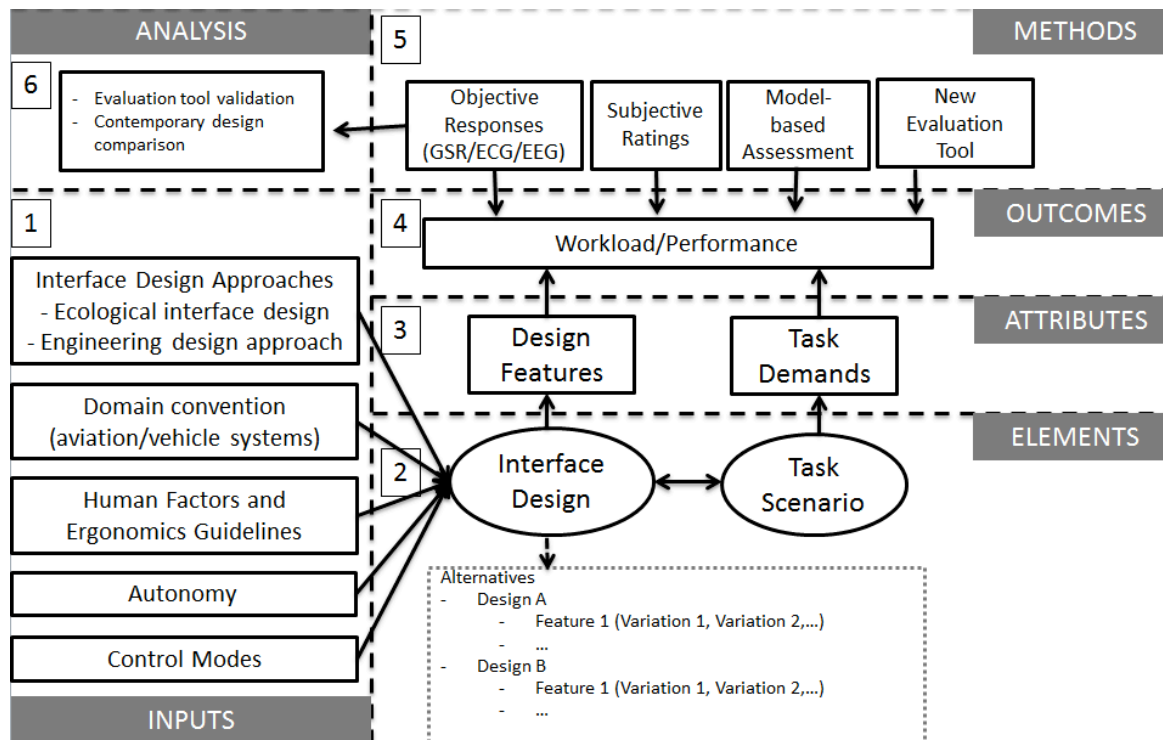 ANALYSIS
5
METHODS
6
- Evaluation tool validation
- Contemporary design
comparison
Objective
Responses
(GSR/ECG/EEG)
Subjective
Ratings
Model-
based
Assessment
New
Evaluation
Tool
OUTCOMES
1
4
Workload/Performance
Interface Design Approaches
- Ecological interface design
- Engineering design approach
ATTRIBUTES
3
Design
Features
Task
Demands
Domain convention
(aviation/vehicle systems)
ELEMENTS
2
Interface
Design
Task
Scenario
Human Factors and
Ergonomics Guidelines
Autonomy
Control Modes
INPUTS
Alternatives
- Design A
- Feature 1 (Variation 1, Variation 2,...)
- ...
- Design B
- Feature 1 (Variation 1, Variation 2,...)
- ...